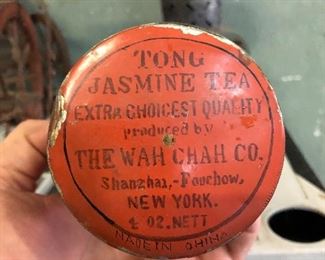 TONG
JASMINE TEA
EXTRA CHOICEST QUALITY
produced by
THE WAH CHAH CO.
Shanghai,-Foochow,
NEW YORK.
4 OZ. NETT
MADE IN CHINA